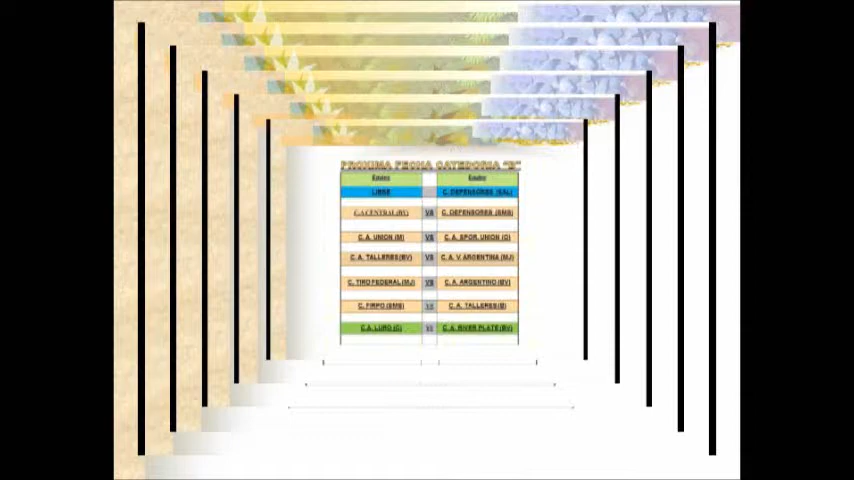 PROXIMA FECHA CATEGORIA "B"
Equipo Equipo
LIBRE C. DEFENSORES (SAL)
C.A CENTRAL (BV) VS C. DEFENSORES (SMS)
C. A. UNION (M) VS C. A. SPOR. UNION (C)
C. A. TALLERES (BV) VS C. A. V. ARGENTINA (MJ)
C. TIRO FEDERAL (MJ) VS C. A. ARGENTINO (BV)
C. FIRPO (SMS) VS C. A. TALLERES (B)
C.A. LURO (C) VS C. A. RIVER PLATE (BV)